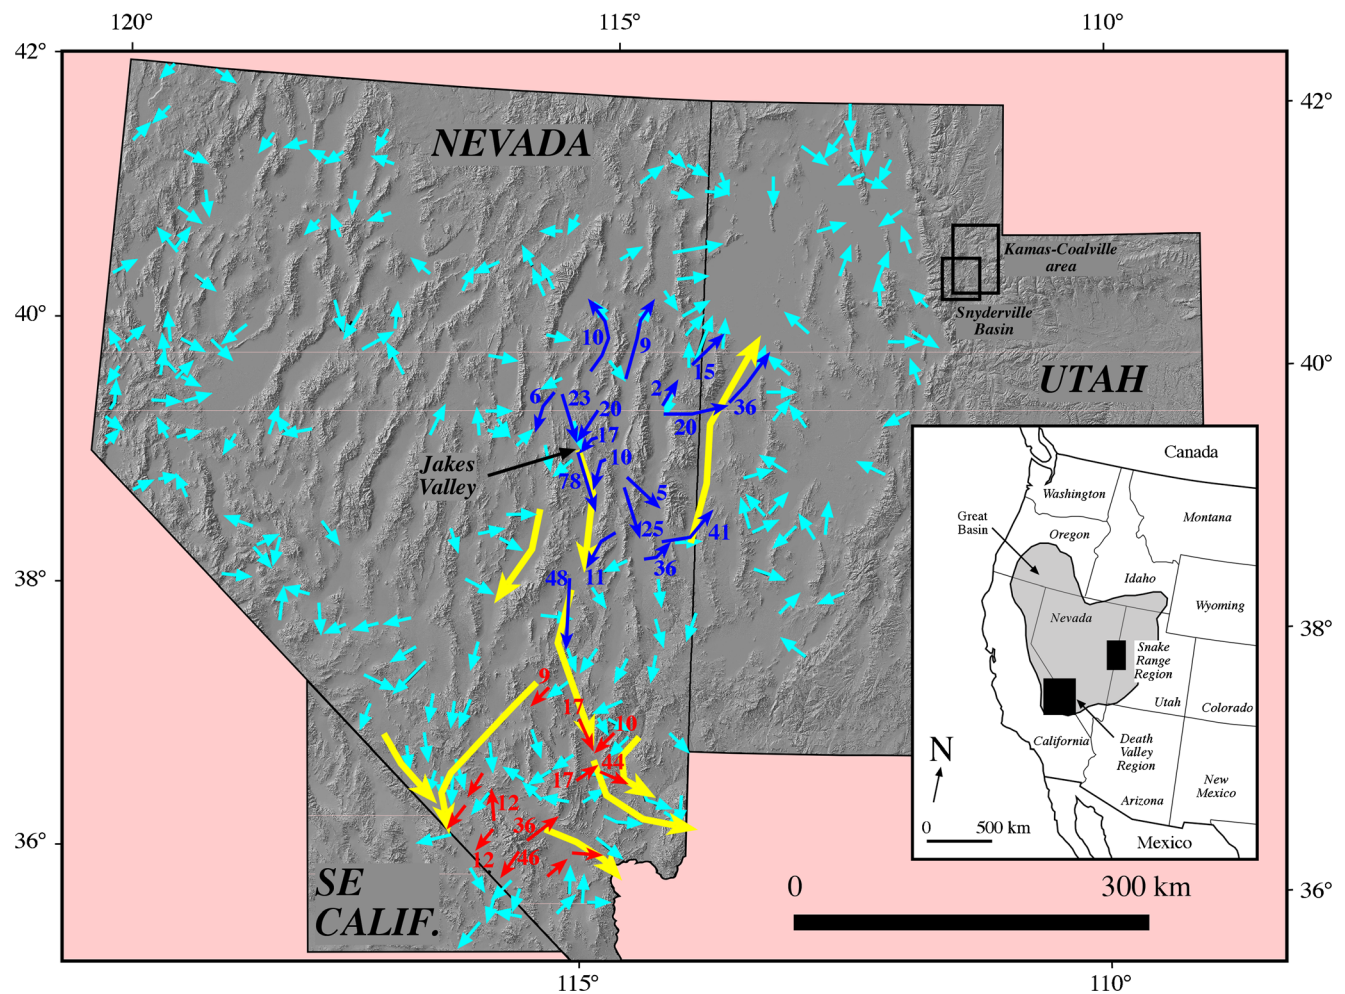 120°
115°
110°
42°
42°
NEVADA
Kamas-Coalville
area
Snyderville
Basin
40°
40°
10
9
15
2
UTAH
6
23
20
36
20
17
10
Jakes
Valley
78
5
25
41
36
48
11
38°
38°
9
17
10
44
17
12
36
12
46
36°
36°
SE
CALIF.
0
300 km
115°
110°
Canada
Washington
Montana
Great
Basin
Oregon
Idaho
Wyoming
Nevada
Snake
Range
Region
Utah
Colorado
California
Death
Valley
Region
N
New
Mexico
Arizona
0
500 km
Mexico